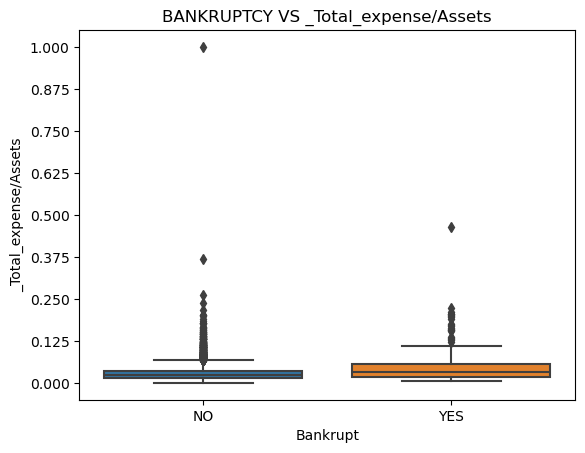 BANKRUPTCY VS _Total_expense/Assets
1.000
0.875
0.750
0.625
0.500
0.375
0.250
0.125
0.000
_Total_expense/Assets
NO YES
Bankrupt